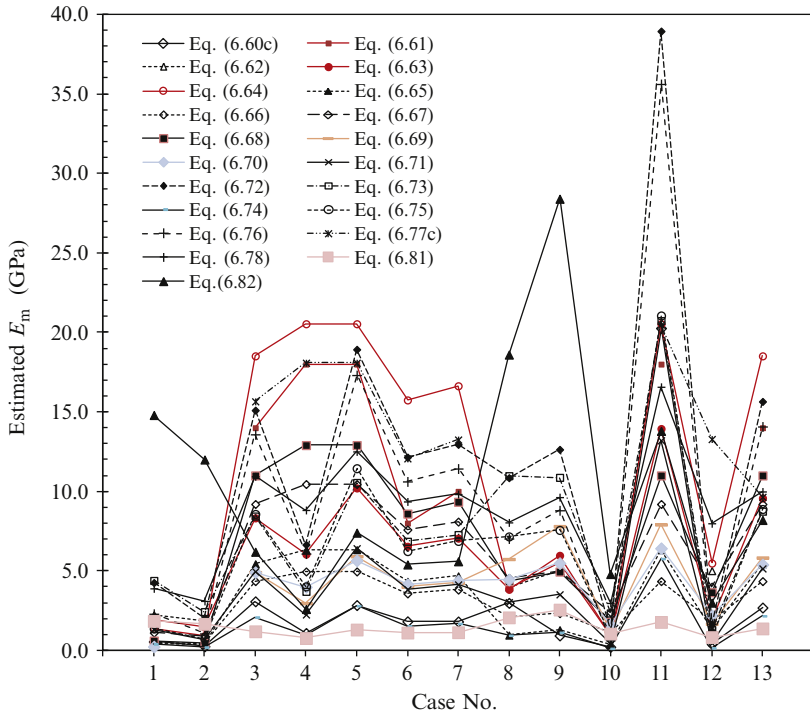 40.0
35.0
30.0
25.0
20.0
15.0
10.0
5.0
0.0
Estimated Em (GPa)
Eq. (6.60c)
Eq. (6.61)
Eq. (6.62)
Eq. (6.63)
Eq. (6.64)
Eq. (6.65)
Eq. (6.66)
Eq. (6.67)
Eq. (6.68)
Eq. (6.69)
Eq. (6.70)
Eq. (6.71)
Eq. (6.72)
Eq. (6.73)
Eq. (6.74)
Eq. (6.75)
Eq. (6.76)
Eq. (6.77c)
Eq. (6.78)
Eq. (6.81)
Eq.(6.82)
1 2 3 4 5 6 7 8 9 10 11 12 13
Case No.